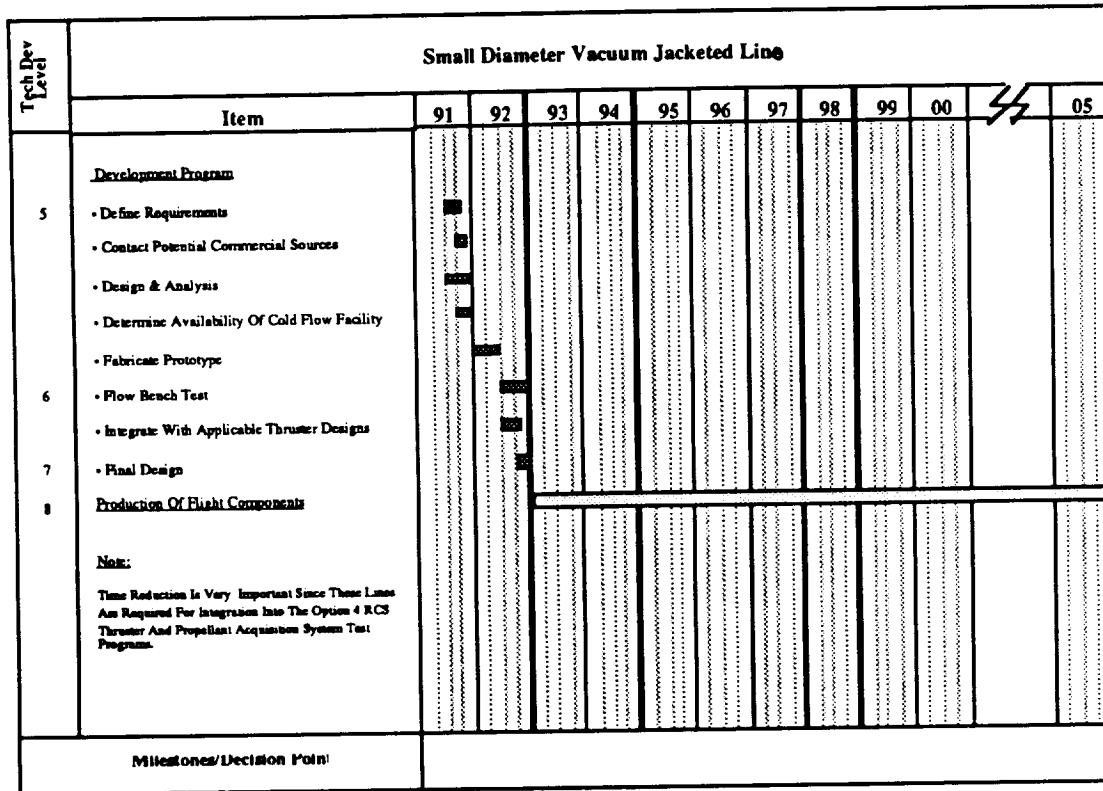 Tech Dev
Level
Small Diameter Vacuum Jacketed Line
Item
91 92 93 94 95 96 97 98 99 00 05
Development Program
5 • Define Requirements
• Contact Potential Commercial Sources
• Design & Analysis
• Determine Availability Of Cold Flow Facility
• Fabricate Prototype
6 • Flow Bench Test
• Integrate With Applicable Thruster Designs
7 • Final Design
8 Production Of Flight Components
Note:
Time Reduction Is Very Important Since These Lines
Are Required For Integration Into The Option 4 RCS
Thruster And Propellant Acquisition System Test
Programs.
Milestones/Decision Point